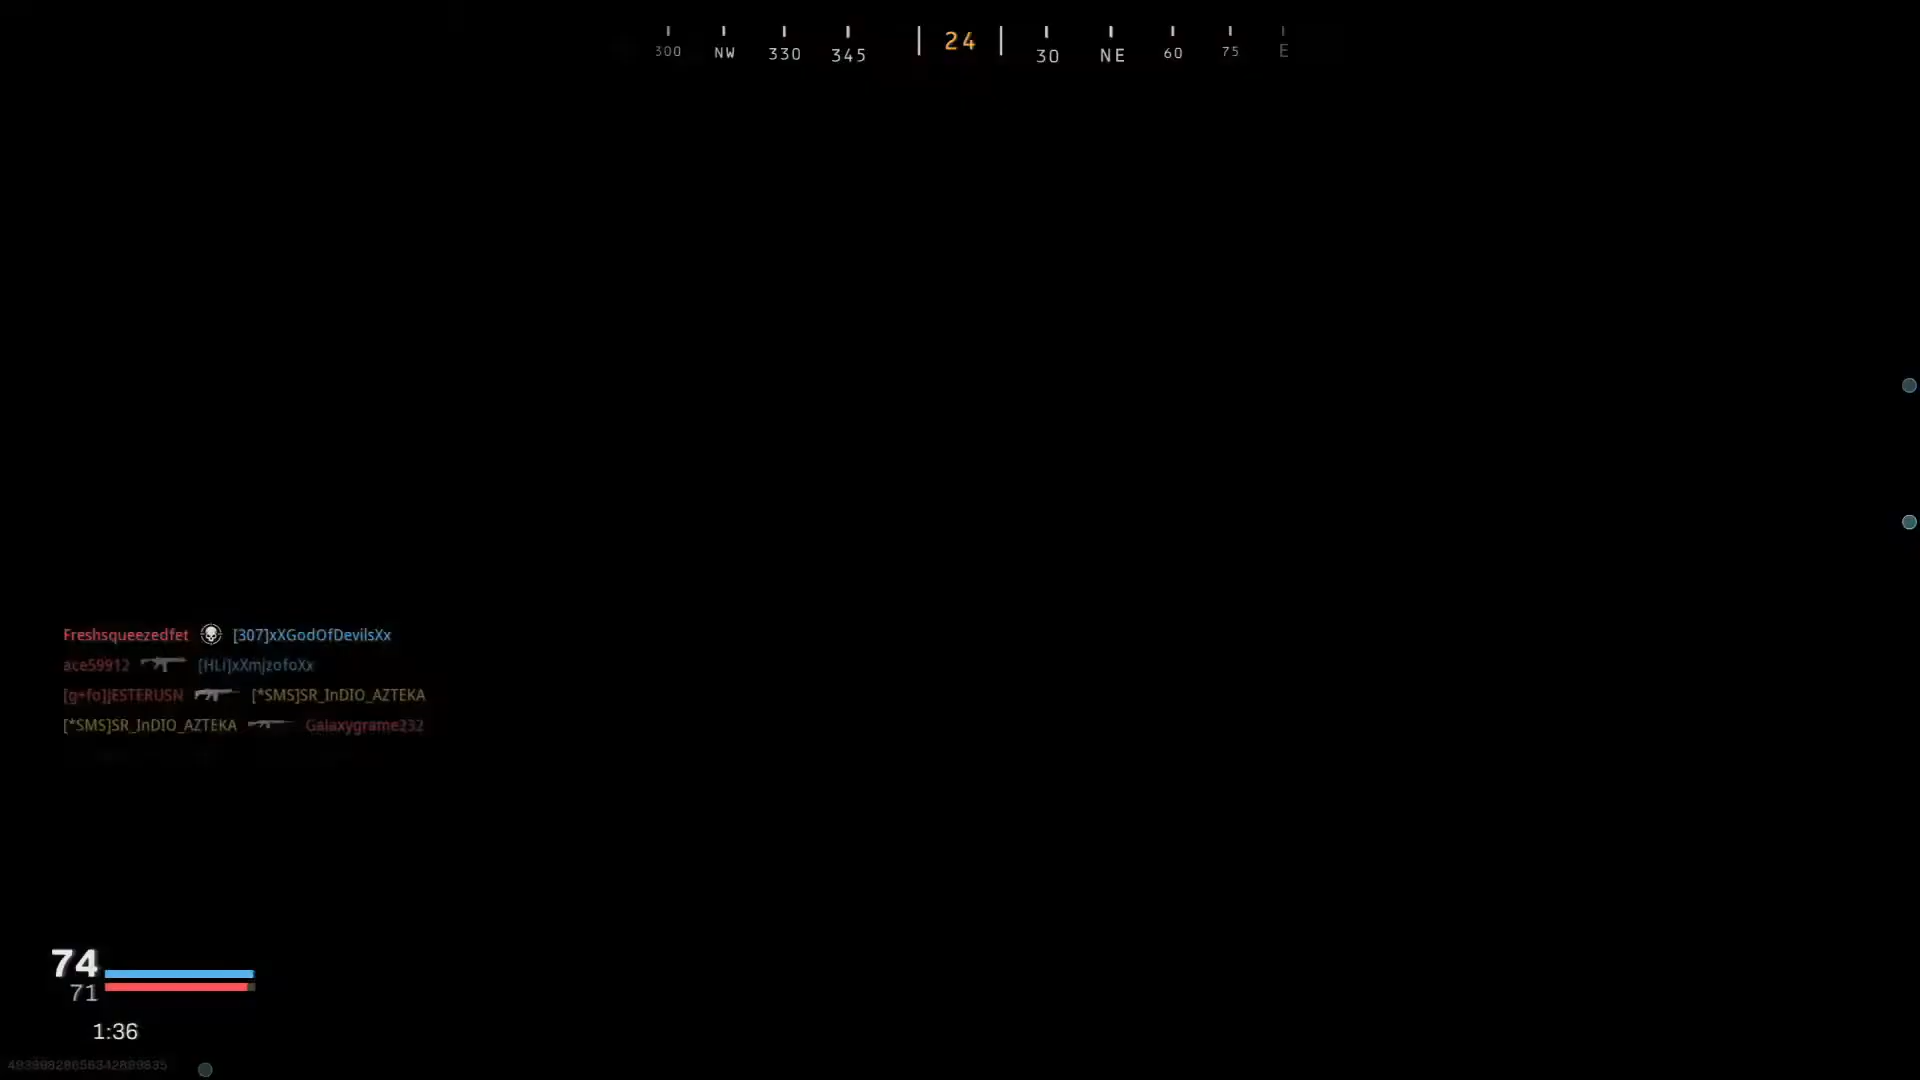 300 NW 330 345 24 30 NE 60 75 E
Freshsqueezedfet [307]xXGodOfDevilsXx
ace59912 [HLi]xXmjzofoXx
[g+fo]JESTERUSN [*SMS]SR_InDIO_AZTEKA
[*SMS]SR_InDIO_AZTEKA Galaxygrame232
74
71
1:36